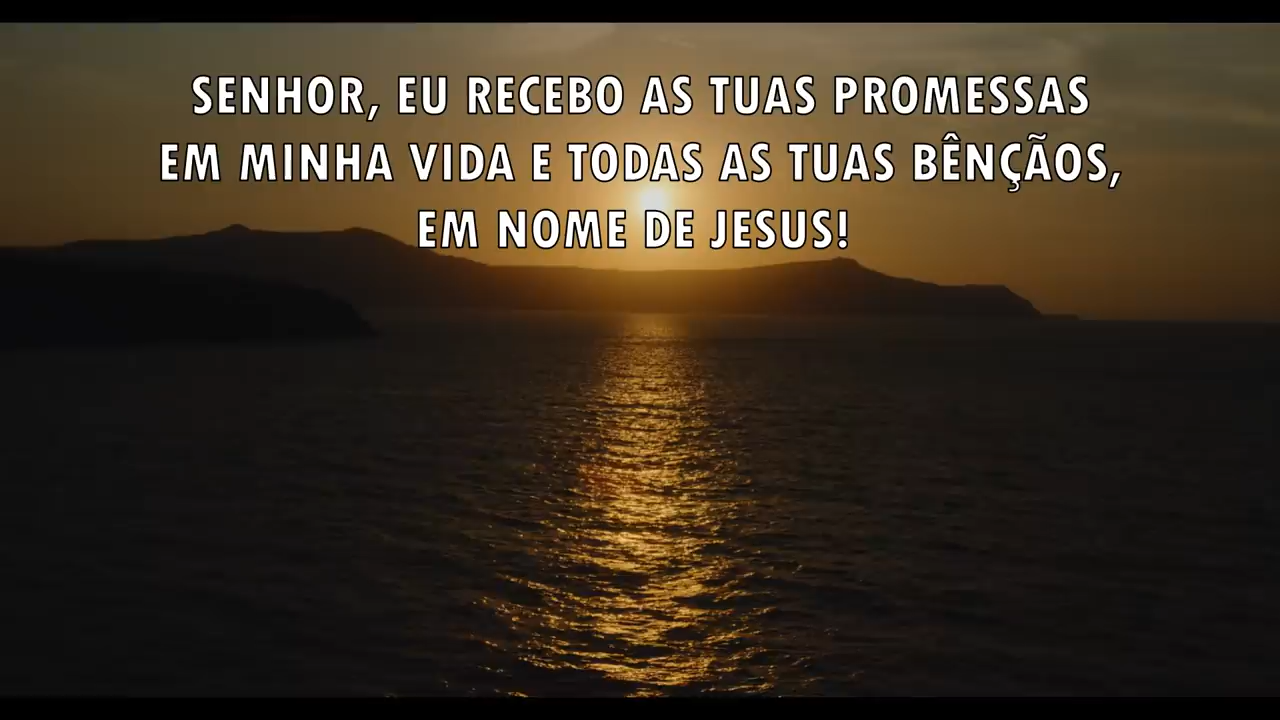 SENHOR, EU RECEBO AS TUAS PROMESSAS
EM MINHA VIDA E TODAS AS TUAS BÊNÇÃOS,
EM NOME DE JESUS!